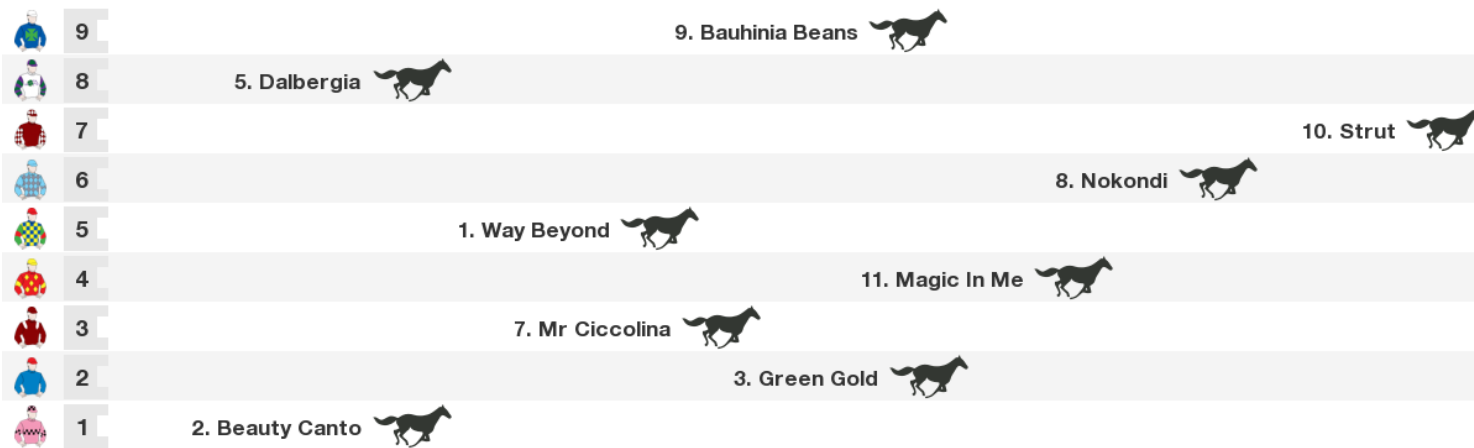 9 9. Bauhinia Beans
8 5. Dalbergia
7 10. Strut
6 8. Nokondi
5 1. Way Beyond
4 11. Magic In Me
3 7. Mr Ciccolina
2 3. Green Gold
1 2. Beauty Canto